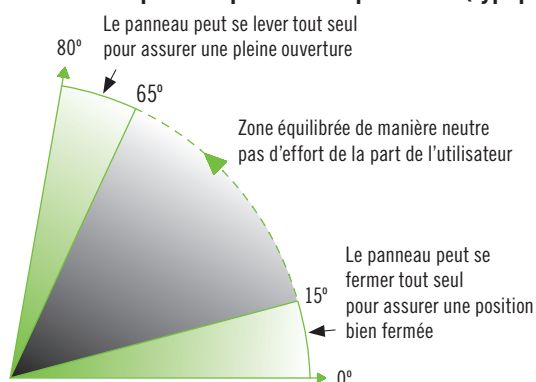 Le panneau peut se lever tout seul
pour assurer une pleine ouverture
80º
65º
Zone équilibrée de manière neutre
pas d'effort de la part de l'utilisateur
Le panneau peut se
fermer tout seul
pour assurer une position
bien fermée
15º
0º